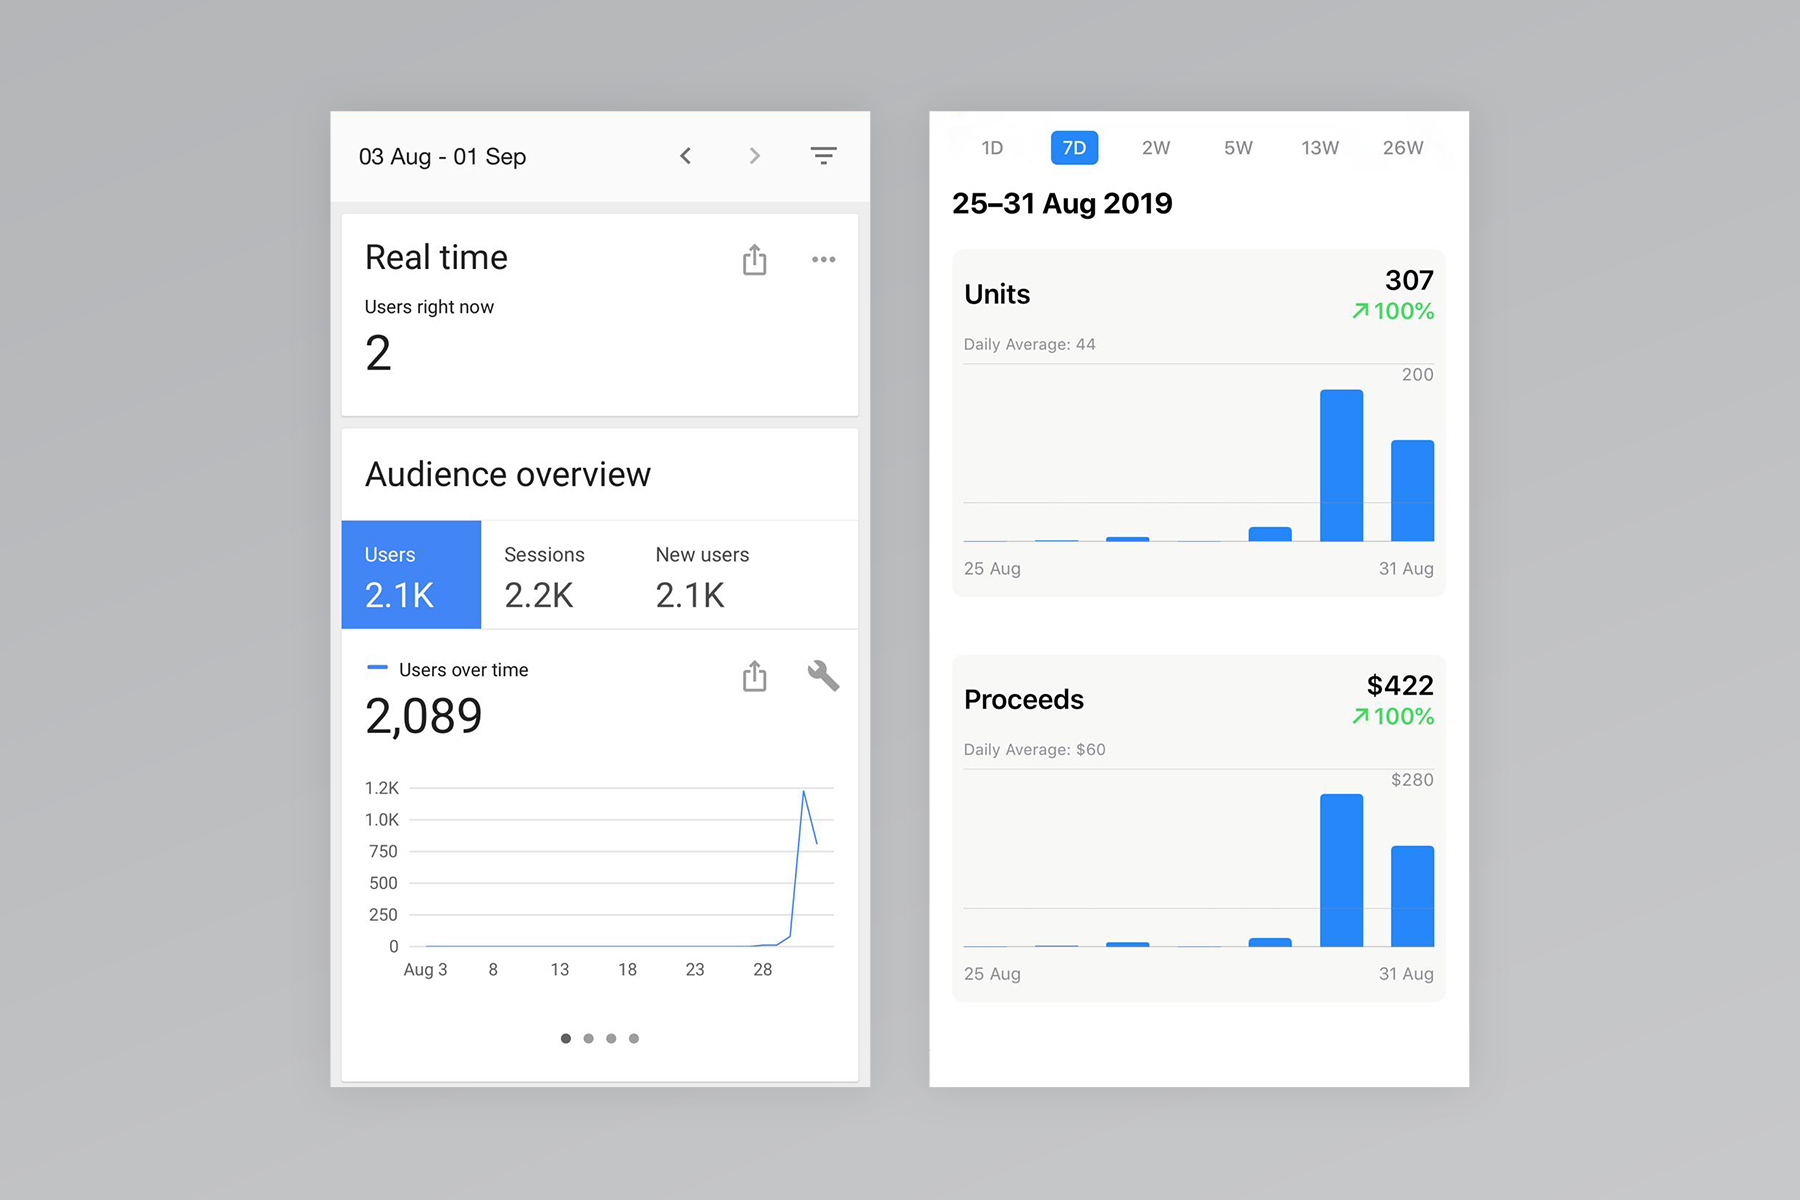 03 Aug - 01 Sep
Real time
Users right now
2
Audience overview
Users
2.1K
Sessions
2.2K
New users
2.1K
Users over time
2,089
1.2K
1.0K
750
500
250
0
Aug 3 8 13 18 23 28
1D 7D 2W 5W 13W 26W
25–31 Aug 2019
Units
307
100%
Daily Average: 44
200
25 Aug 31 Aug
Proceeds
$422
100%
Daily Average: $60
$280
25 Aug 31 Aug